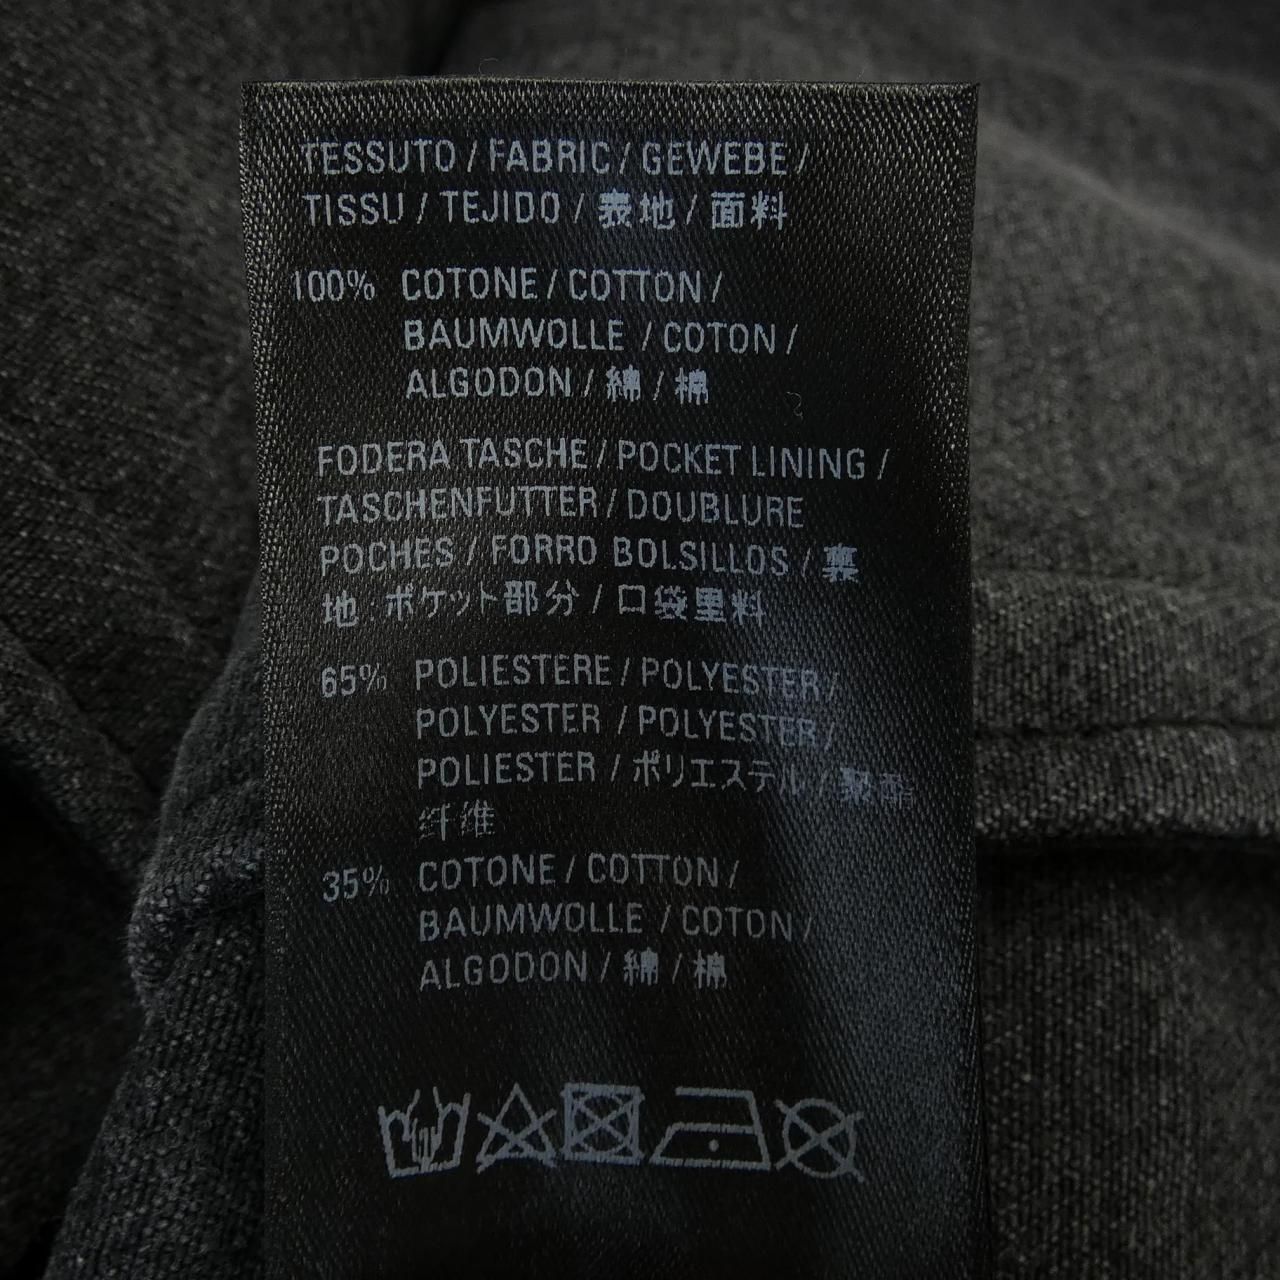 TESSUTO / FABRIC / GEWEBE /
TISSU / TEJIDO / 表地 / 面料
100% COTONE / COTTON /
BAUMWOLLE / COTON /
ALGODON / 綿 / 棉
FODERA TASCHE / POCKET LINING /
TASCHENFUTTER / DOUBLURE
POCHES / FORRO BOLSILLOS / 裏
地:ポケット部分 / 口袋里料
65% POLIESTERE / POLYESTER /
POLYESTER / POLYESTER /
POLIESTER / ポリエステル / 聚酯
纤维
35% COTONE / COTTON /
BAUMWOLLE / COTON /
ALGODON / 綿 / 棉